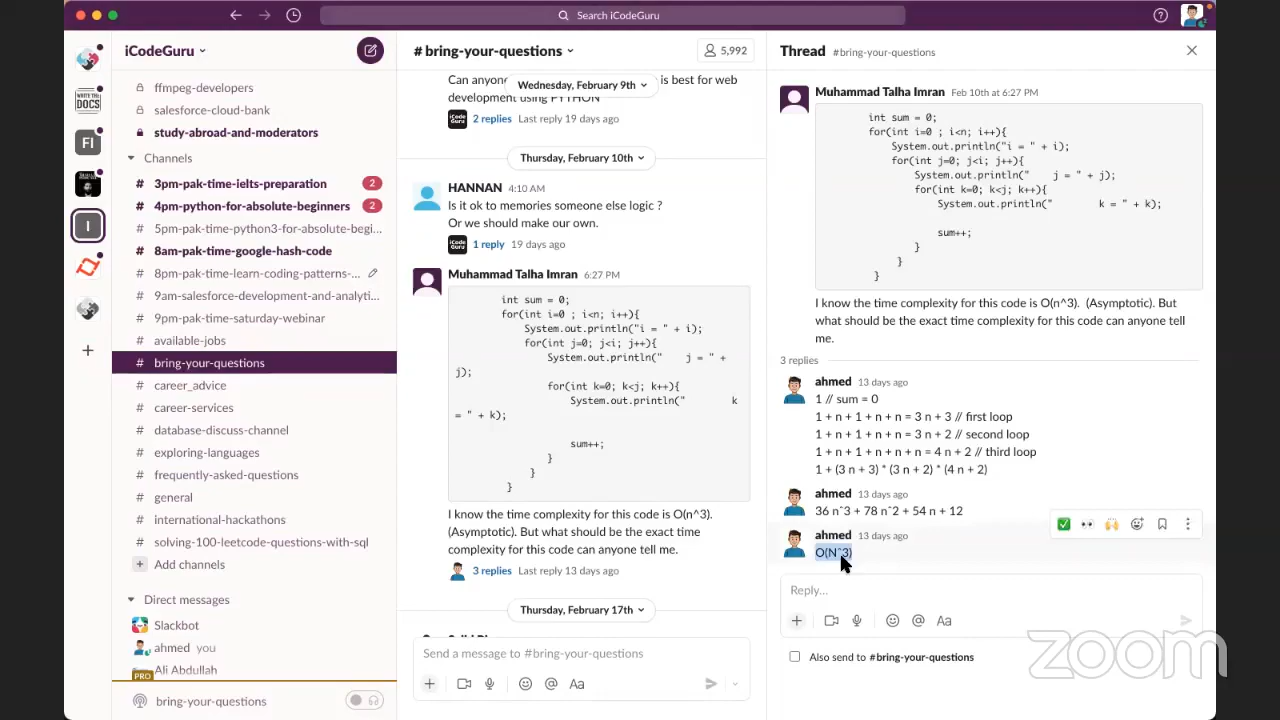 Search iCodeGuru
iCodeGuru
ffmpeg-developers
salesforce-cloud-bank
study-abroad-and-moderators
Channels
# 3pm-pak-time-ielts-preparation 2
# 4pm-python-for-absolute-beginners 2
# 5pm-pak-time-python3-for-absolute-begi...
# 8am-pak-time-google-hash-code
# 8pm-pak-time-learn-coding-patterns-...
# 9am-salesforce-development-and-analyti...
# 9pm-pak-time-saturday-webinar
# available-jobs
# bring-your-questions
# career_advice
# career-services
# database-discuss-channel
# exploring-languages
# frequently-asked-questions
# general
# international-hackathons
# solving-100-leetcode-questions-with-sql
+ Add channels
Direct messages
Slackbot
ahmed you
Ali Abdullah
PRO
bring-your-questions
WRITE THE DOCS
FI
I
+
# bring-your-questions
5,992
Can anyone
Wednesday, February 9th
is best for web
development using PYTHON
iCode Guru
2 replies Last reply 19 days ago
Thursday, February 10th
HANNAN 4:10 AM
Is it ok to memories someone else logic ?
Or we should make our own.
iCode Guru
1 reply 19 days ago
Muhammad Talha Imran 6:27 PM
int sum = 0;
for(int i=0 ; i<n; i++){
System.out.println("i = " + i);
for(int j=0; j<i; j++){
System.out.println(" j = " +
j);
for(int k=0; k<j; k++){
System.out.println(" k
= " + k);
sum++;
}
}
}
I know the time complexity for this code is O(n^3).
(Asymptotic). But what should be the exact time
complexity for this code can anyone tell me.
3 replies Last reply 13 days ago
Thursday, February 17th
Send a message to #bring-your-questions
Aa
Thread #bring-your-questions
Muhammad Talha Imran Feb 10th at 6:27 PM
int sum = 0;
for(int i=0 ; i<n; i++){
System.out.println("i = " + i);
for(int j=0; j<i; j++){
System.out.println(" j = " + j);
for(int k=0; k<j; k++){
System.out.println(" k = " + k);
sum++;
}
}
}
I know the time complexity for this code is O(n^3). (Asymptotic). But
what should be the exact time complexity for this code can anyone tell
me.
3 replies
ahmed 13 days ago
1 // sum = 0
1 + n + 1 + n + n = 3 n + 3 // first loop
1 + n + 1 + n + n = 3 n + 2 // second loop
1 + n + 1 + n + n + n = 4 n + 2 // third loop
1 + (3 n + 3) * (3 n + 2) * (4 n + 2)
ahmed 13 days ago
36 n^3 + 78 n^2 + 54 n + 12
ahmed 13 days ago
O(N^3)
Reply...
Aa
Also send to #bring-your-questions
zoom